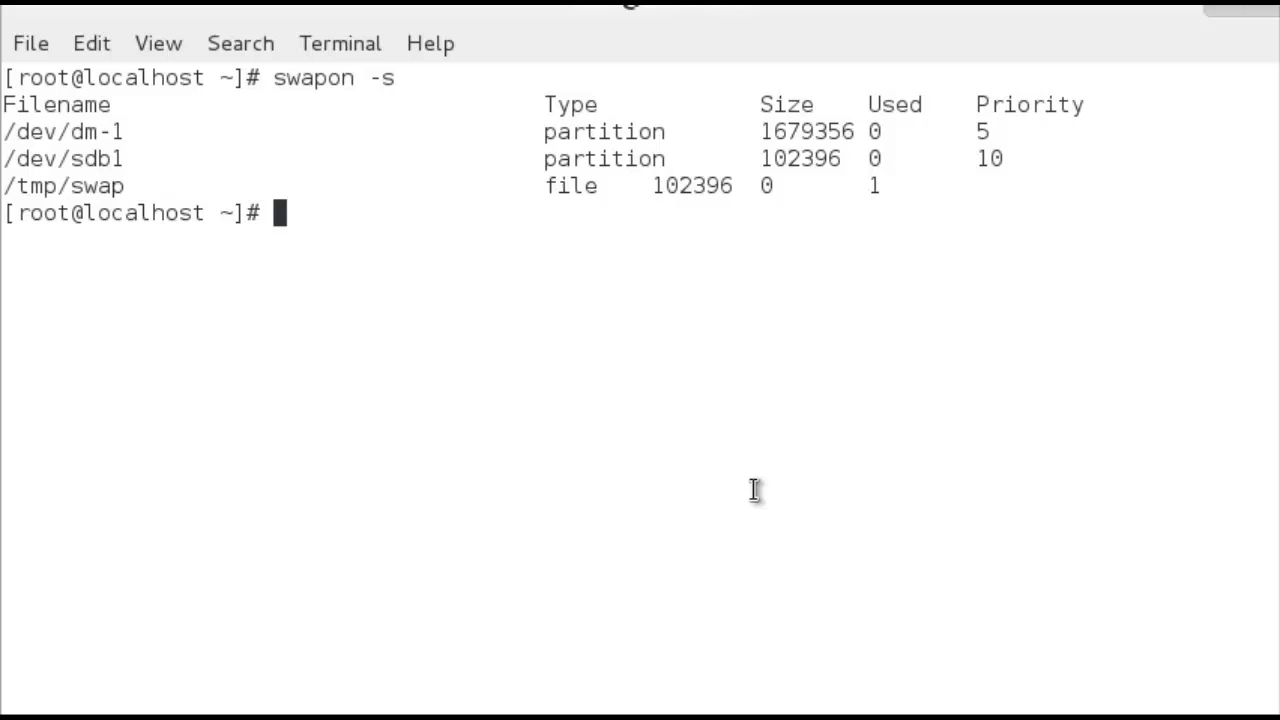 File Edit View Search Terminal Help
[root@localhost ~]# swapon -s
Filename Type Size Used Priority
/dev/dm-1 partition 1679356 0 5
/dev/sdb1 partition 102396 0 10
/tmp/swap file 102396 0 1
[root@localhost ~]#